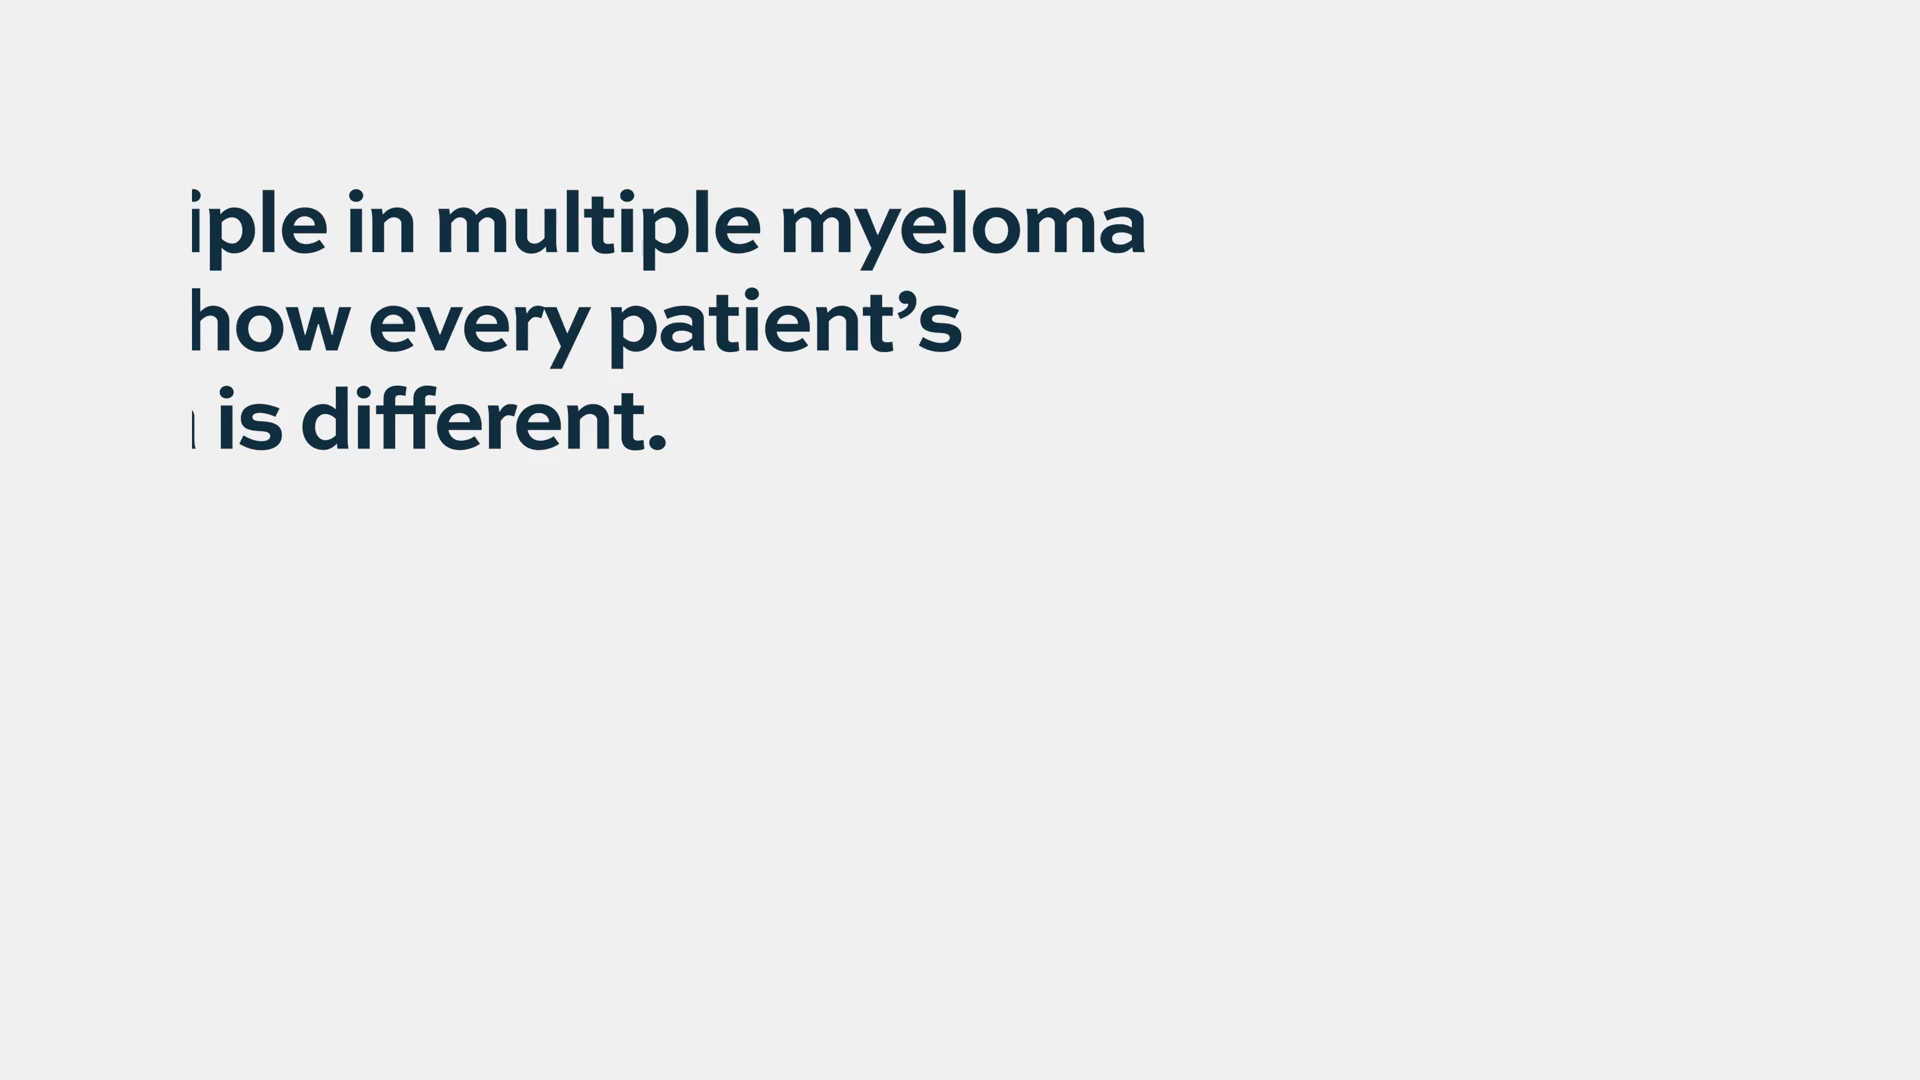 iple in multiple myeloma
how every patient’s
is different.